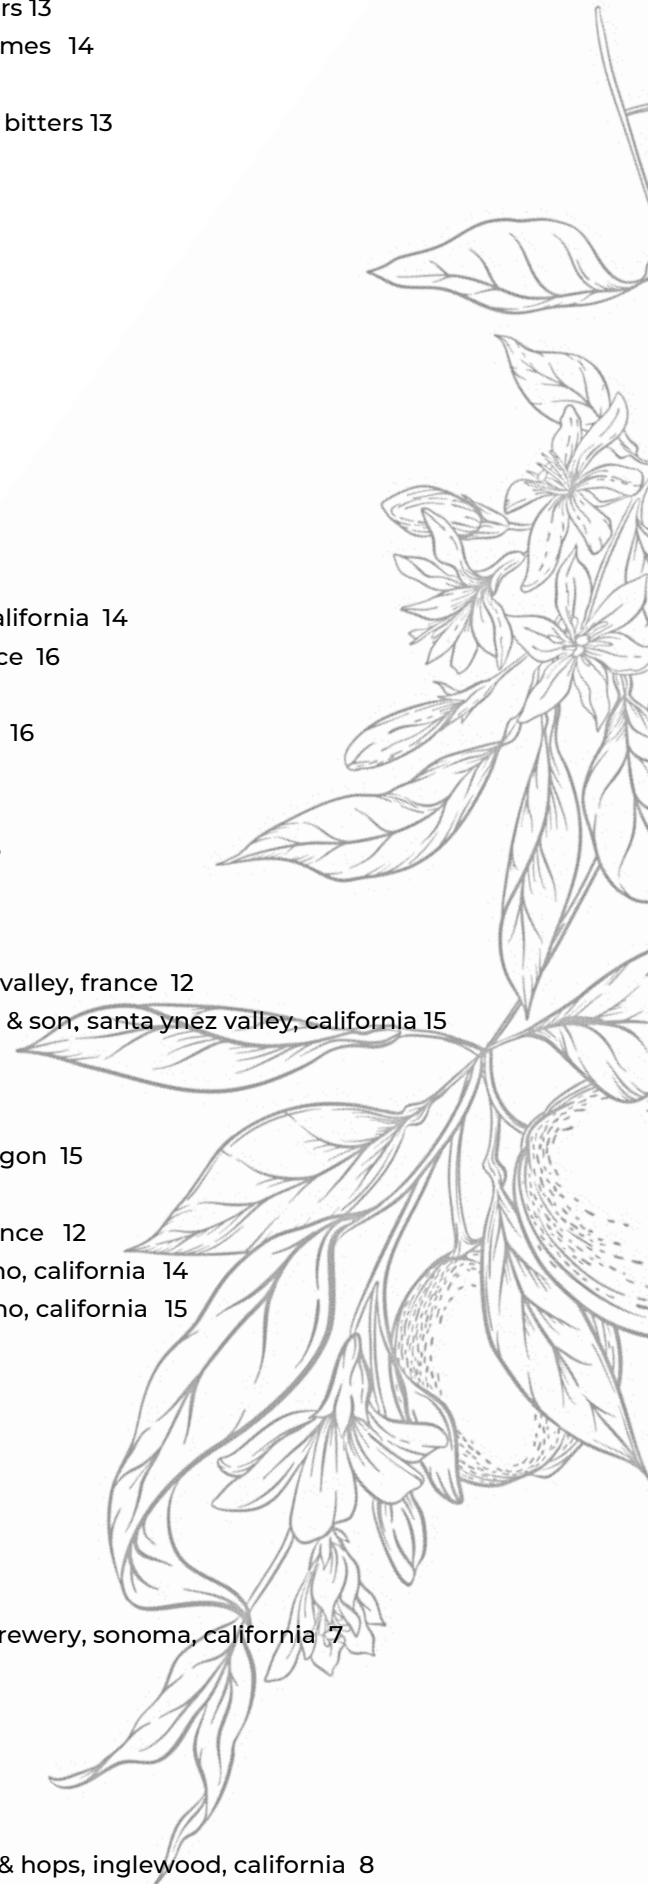 rs 13
mes 14
bitters 13
alifornia 14
ce 16
16
valley, france 12
& son, santa ynez valley, california 15
gon 15
nce 12
no, california 14
no, california 15
rewery, sonoma, california 7
& hops, inglewood, california 8